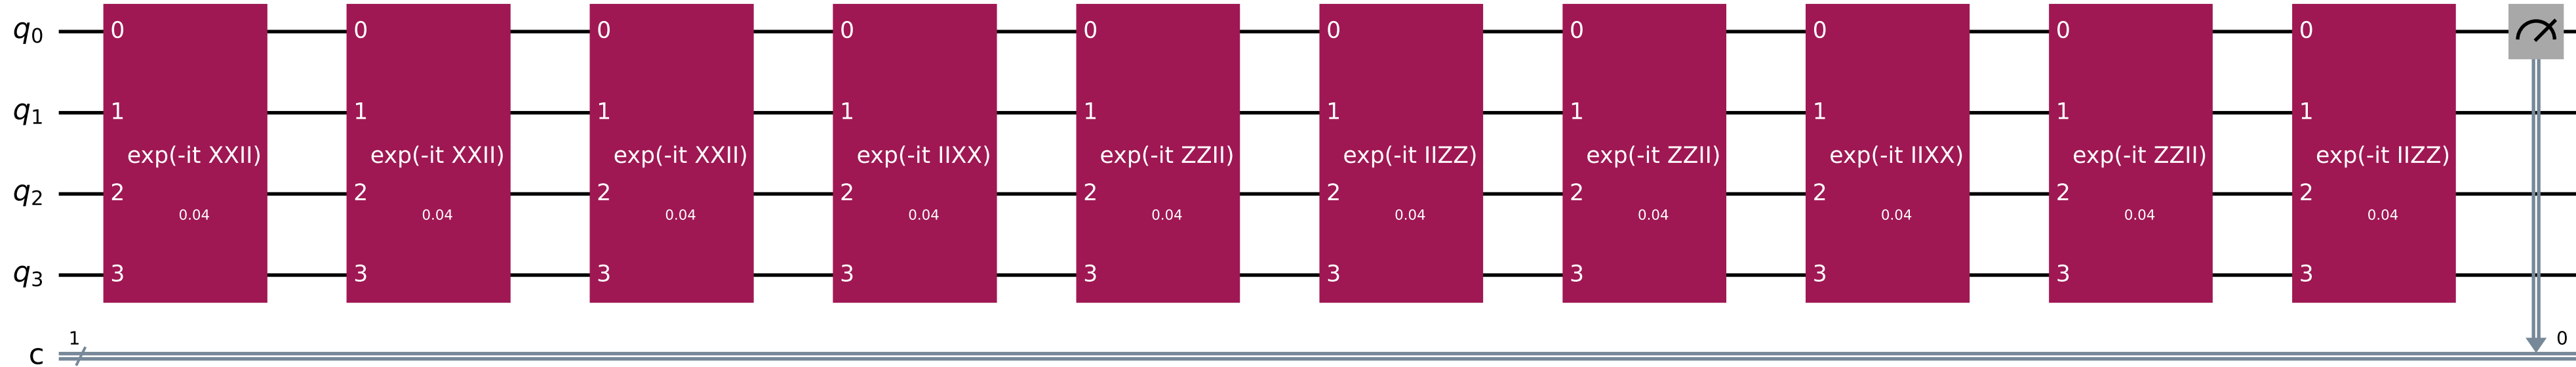 q0 0 0 0 0 0 0 0 0 0 0
q1 1 1 1 1 1 1 1 1 1 1
exp(-it XXII) exp(-it XXII) exp(-it XXII) exp(-it IIXX) exp(-it ZZII) exp(-it IIZZ) exp(-it ZZII) exp(-it IIXX) exp(-it ZZII) exp(-it IIZZ)
q2 2 2 2 2 2 2 2 2 2 2
0.04 0.04 0.04 0.04 0.04 0.04 0.04 0.04 0.04 0.04
q3 3 3 3 3 3 3 3 3 3 3
1 0
c